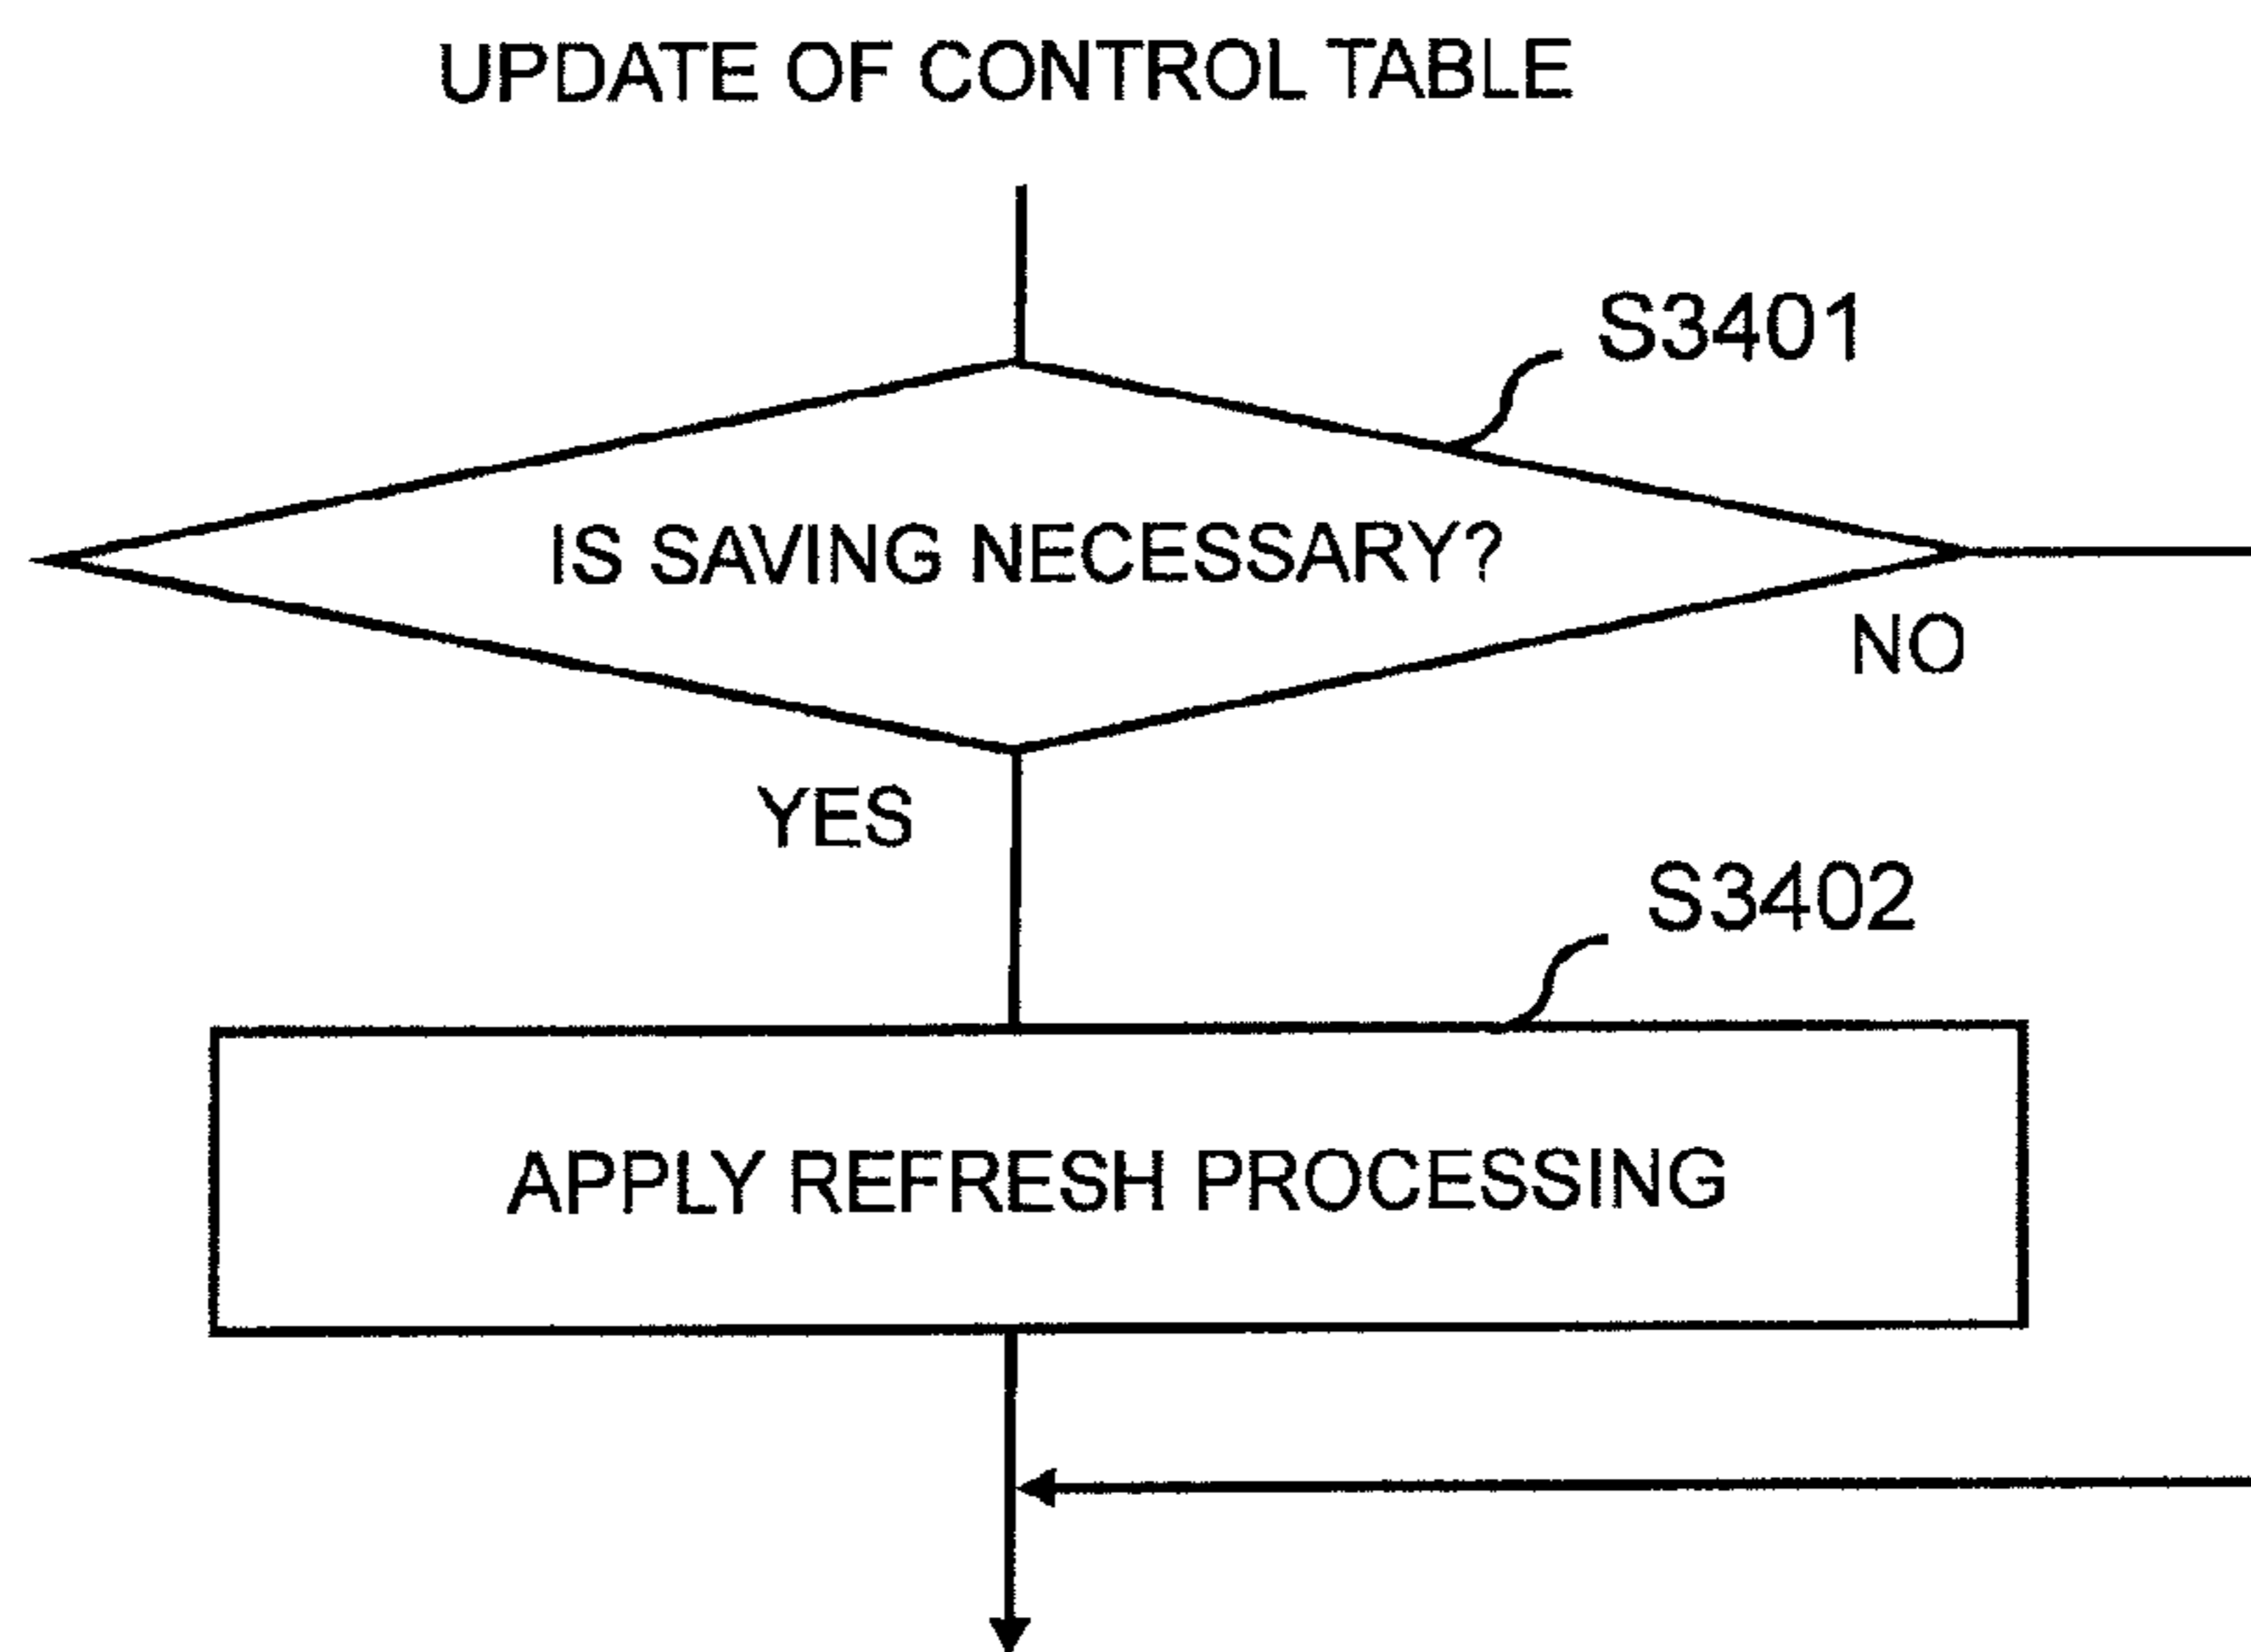 UPDATE OF CONTROL TABLE
S3401
IS SAVING NECESSARY?
NO
YES
S3402
APPLY REFRESH PROCESSING